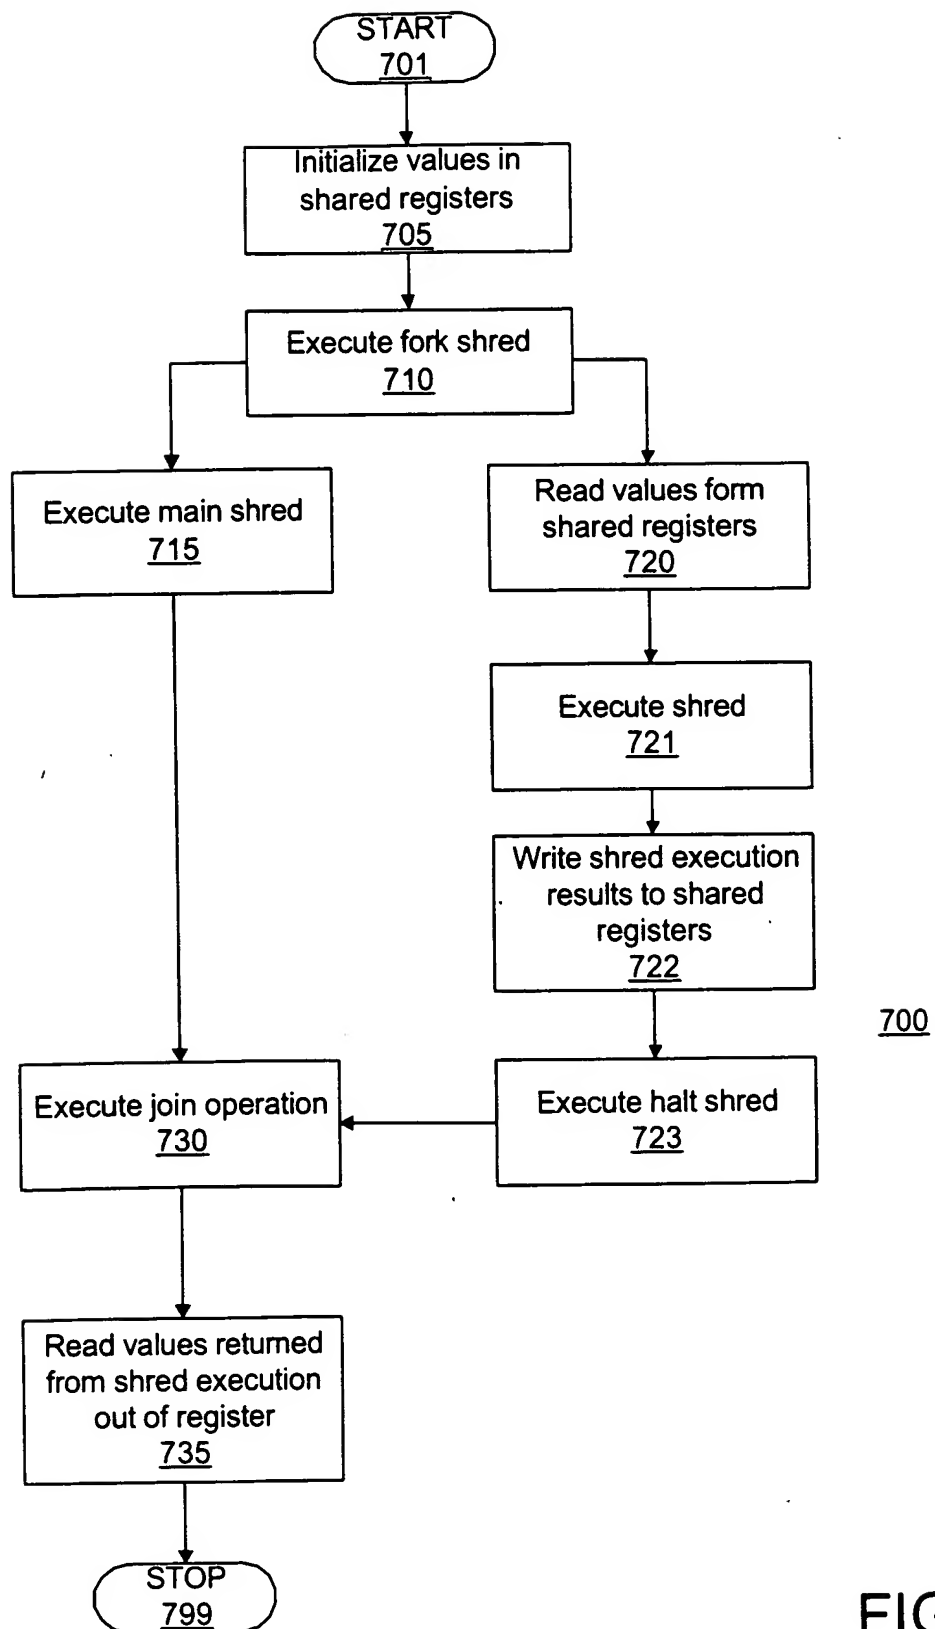 START
701
Initialize values in
shared registers
705
Execute fork shred
710
Execute main shred
715
Read values form
shared registers
720
Execute shred
721
Write shred execution
results to shared
registers
722
700
Execute join operation
730
Execute halt shred
723
Read values returned
from shred execution
out of register
735
STOP
799
FIG